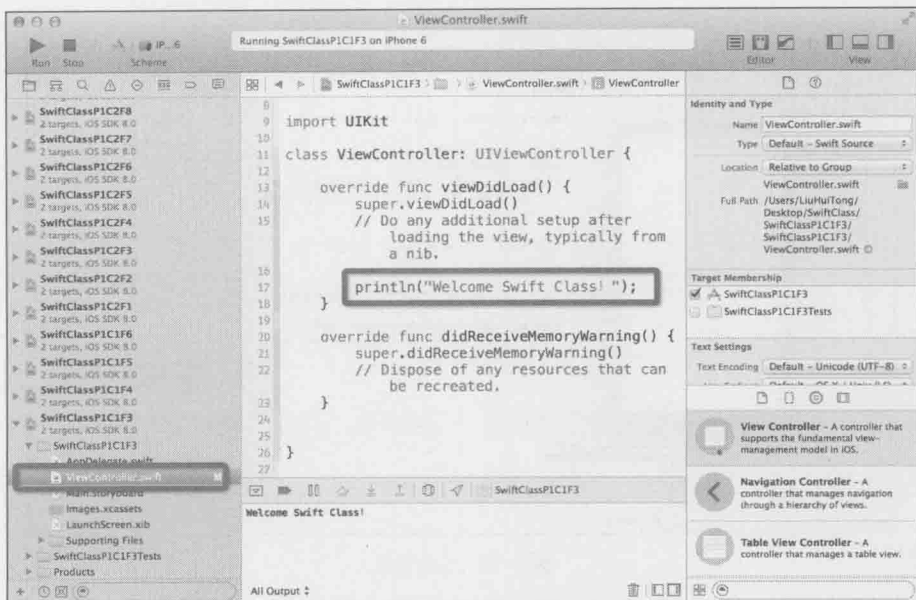 ViewController.swift
IP...6
Running SwiftClassP1C1F3 on iPhone 6
Run Stop Scheme
Editor View
SwiftClassP1C1F3 ViewController.swift ViewController
SwiftClassP1C2F8
2 targets, iOS SDK 8.0
SwiftClassP1C2F7
2 targets, iOS SDK 8.0
SwiftClassP1C2F6
2 targets, iOS SDK 8.0
SwiftClassP1C2F5
2 targets, iOS SDK 8.0
SwiftClassP1C2F4
2 targets, iOS SDK 8.0
SwiftClassP1C2F3
2 targets, iOS SDK 8.0
SwiftClassP1C2F2
2 targets, iOS SDK 8.0
SwiftClassP1C2F1
2 targets, iOS SDK 8.0
SwiftClassP1C1F6
2 targets, iOS SDK 8.0
SwiftClassP1C1F5
2 targets, iOS SDK 8.0
SwiftClassP1C1F4
2 targets, iOS SDK 8.0
SwiftClassP1C1F3
2 targets, iOS SDK 8.0
SwiftClassP1C1F3
AppDelegate.swift
ViewController.swift M
Main.storyboard
Images.xcassets
LaunchScreen.xib
Supporting Files
SwiftClassP1C1F3Tests
Products
8
9 import UIKit
10
11 class ViewController: UIViewController {
12
13 override func viewDidLoad() {
14 super.viewDidLoad()
15 // Do any additional setup after
loading the view, typically from
a nib.
16
17 println("Welcome Swift Class! ");
18 }
19
20 override func didReceiveMemoryWarning() {
21 super.didReceiveMemoryWarning()
22 // Dispose of any resources that can
be recreated.
23 }
24
25
26 }
27
SwiftClassP1C1F3
Welcome Swift Class!
All Output
Identity and Type
Name ViewController.swift
Type Default - Swift Source
Location Relative to Group
ViewController.swift
Full Path /Users/LiuHuiTong/
Desktop/SwiftClass/
SwiftClassP1C1F3/
SwiftClassP1C1F3/
ViewController.swift
Target Membership
SwiftClassP1C1F3
SwiftClassP1C1F3Tests
Text Settings
Text Encoding Default - Unicode (UTF-8)
View Controller - A controller that
supports the fundamental view-
management model in iOS.
Navigation Controller - A
controller that manages navigation
through a hierarchy of views.
Table View Controller - A
controller that manages a table view.